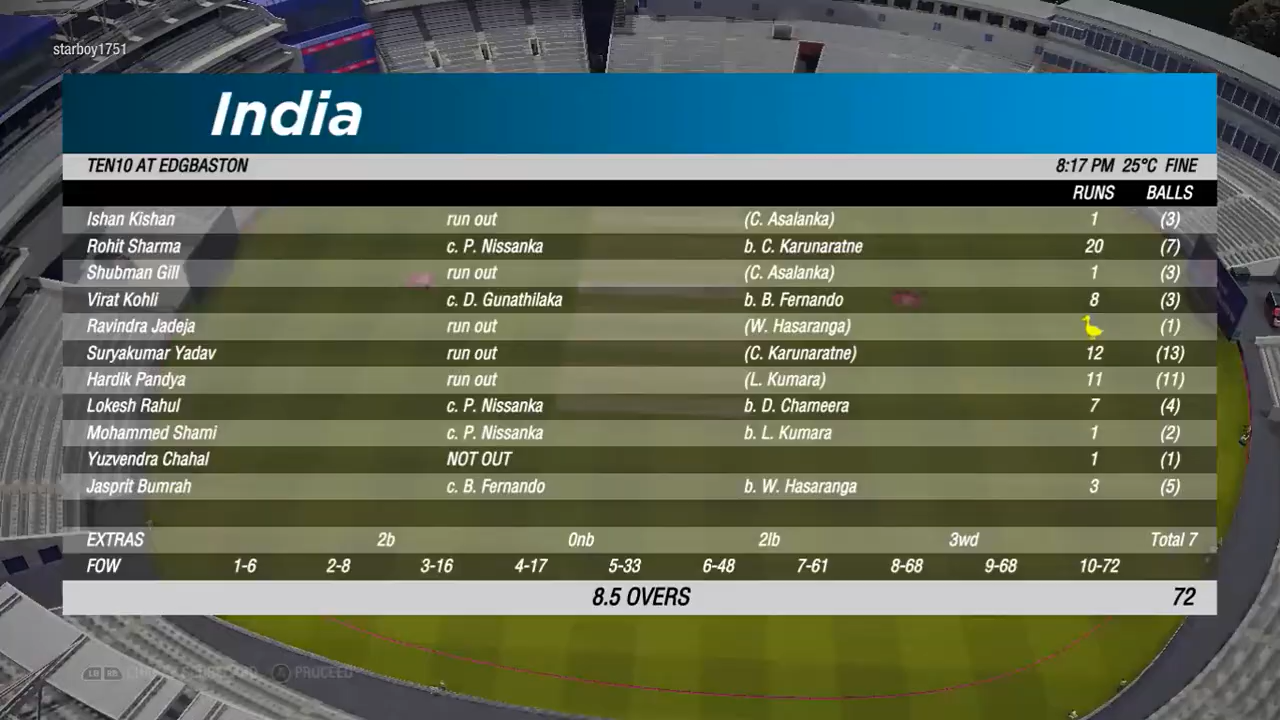 starboy1751
India
TEN10 AT EDGBASTON 8:17 PM 25°C FINE
RUNS BALLS
Ishan Kishan run out (C. Asalanka) 1 (3)
Rohit Sharma c. P. Nissanka b. C. Karunaratne 20 (7)
Shubman Gill run out (C. Asalanka) 1 (3)
Virat Kohli c. D. Gunathilaka b. B. Fernando 8 (3)
Ravindra Jadeja run out (W. Hasaranga) (1)
Suryakumar Yadav run out (C. Karunaratne) 12 (13)
Hardik Pandya run out (L. Kumara) 11 (11)
Lokesh Rahul c. P. Nissanka b. D. Chameera 7 (4)
Mohammed Shami c. P. Nissanka b. L. Kumara 1 (2)
Yuzvendra Chahal NOT OUT 1 (1)
Jasprit Bumrah c. B. Fernando b. W. Hasaranga 3 (5)
EXTRAS 2b 0nb 2lb 3wd Total 7
FOW 1-6 2-8 3-16 4-17 5-33 6-48 7-61 8-68 9-68 10-72
8.5 OVERS 72
LB RB PROCEED